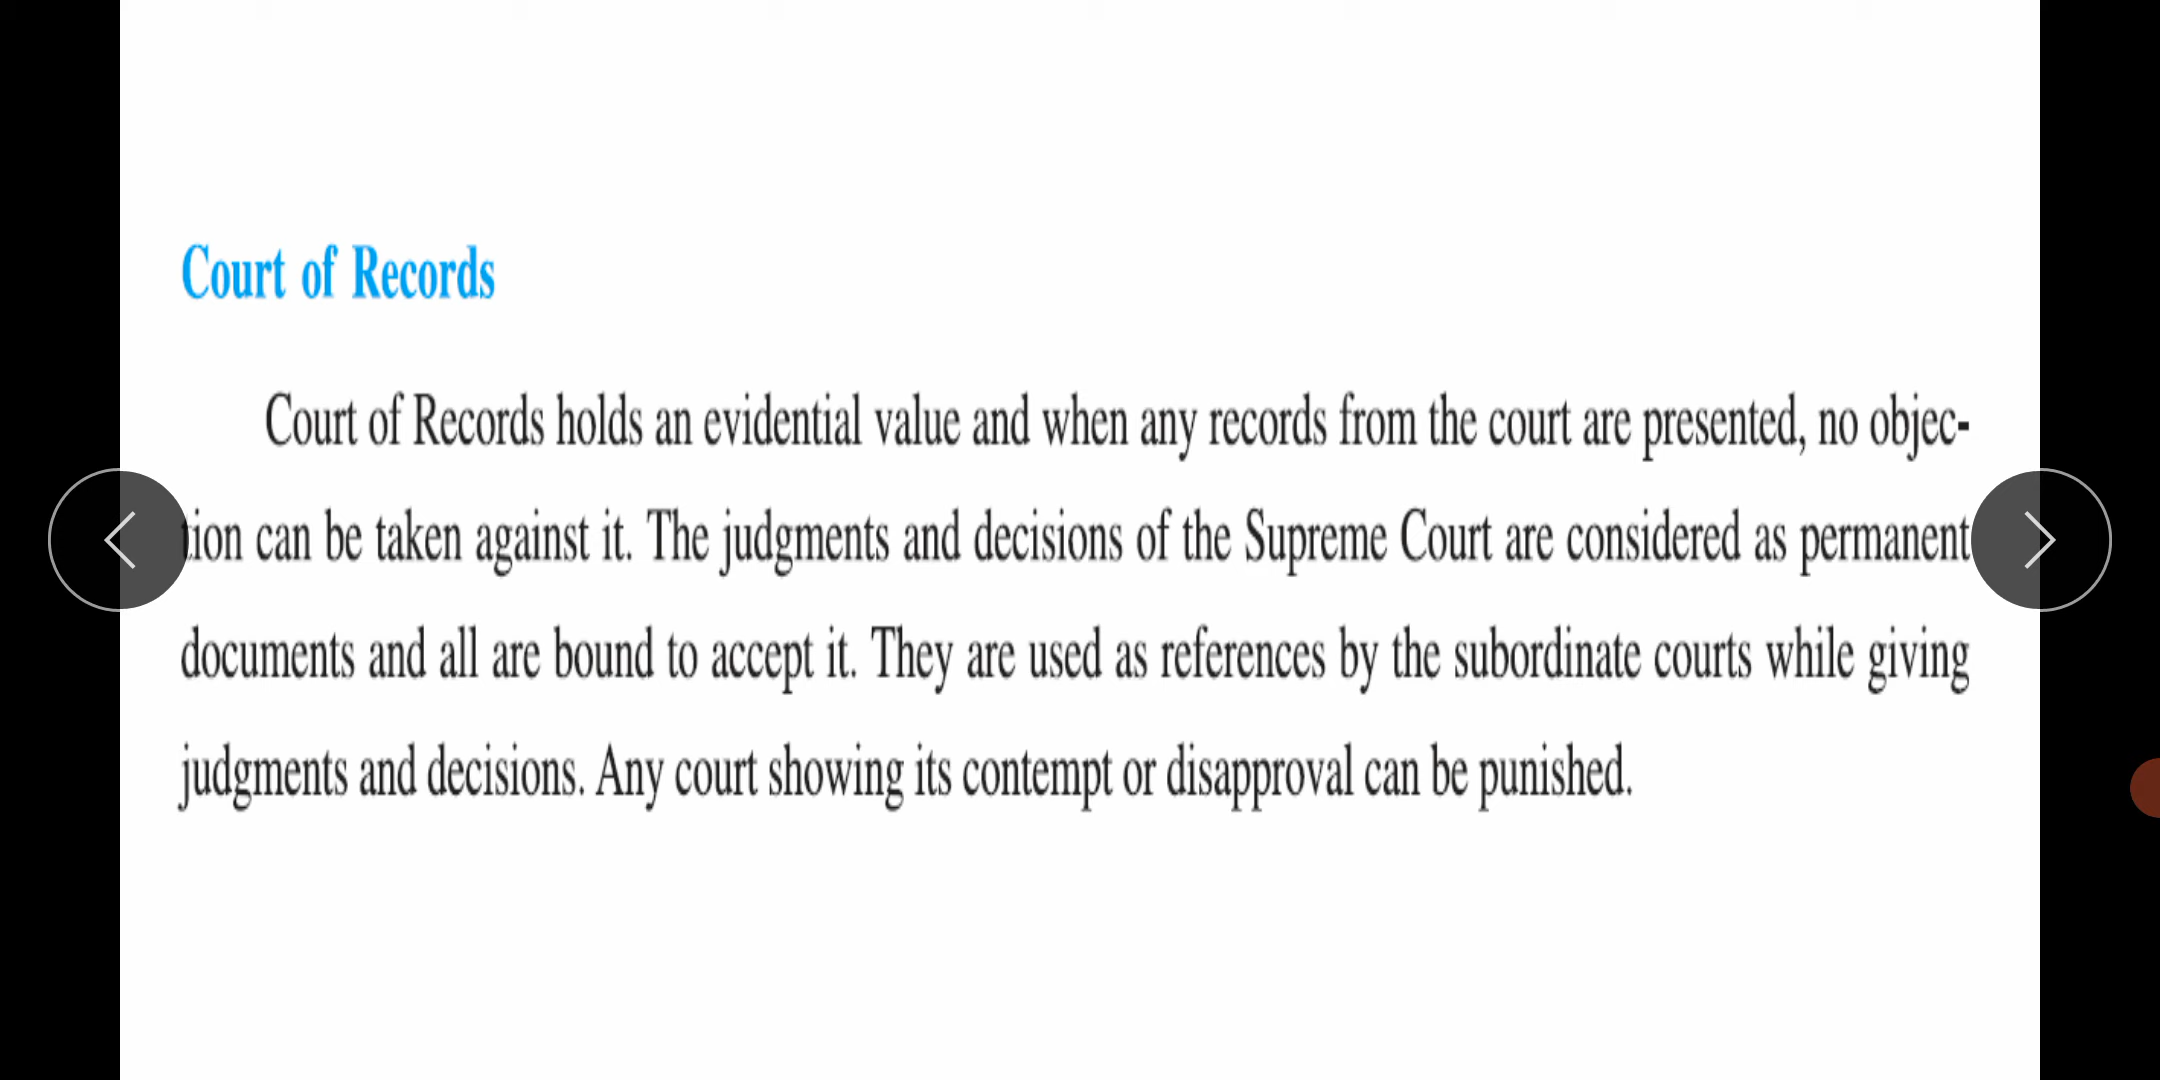 Court of Records
Court of Records holds an evidential value and when any records from the court are presented, no objec-
tion can be taken against it. The judgments and decisions of the Supreme Court are considered as permanent
documents and all are bound to accept it. They are used as references by the subordinate courts while giving
judgments and decisions. Any court showing its contempt or disapproval can be punished.